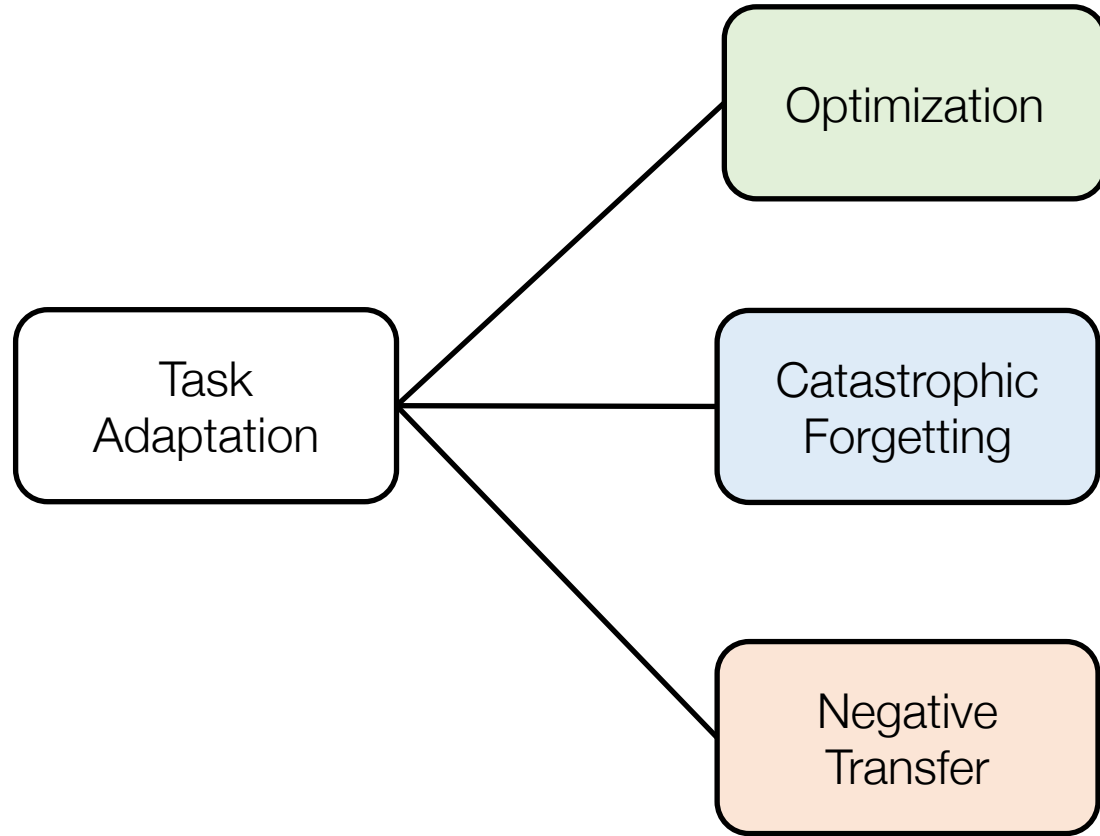 Optimization
Task
Adaptation
Catastrophic
Forgetting
Negative
Transfer